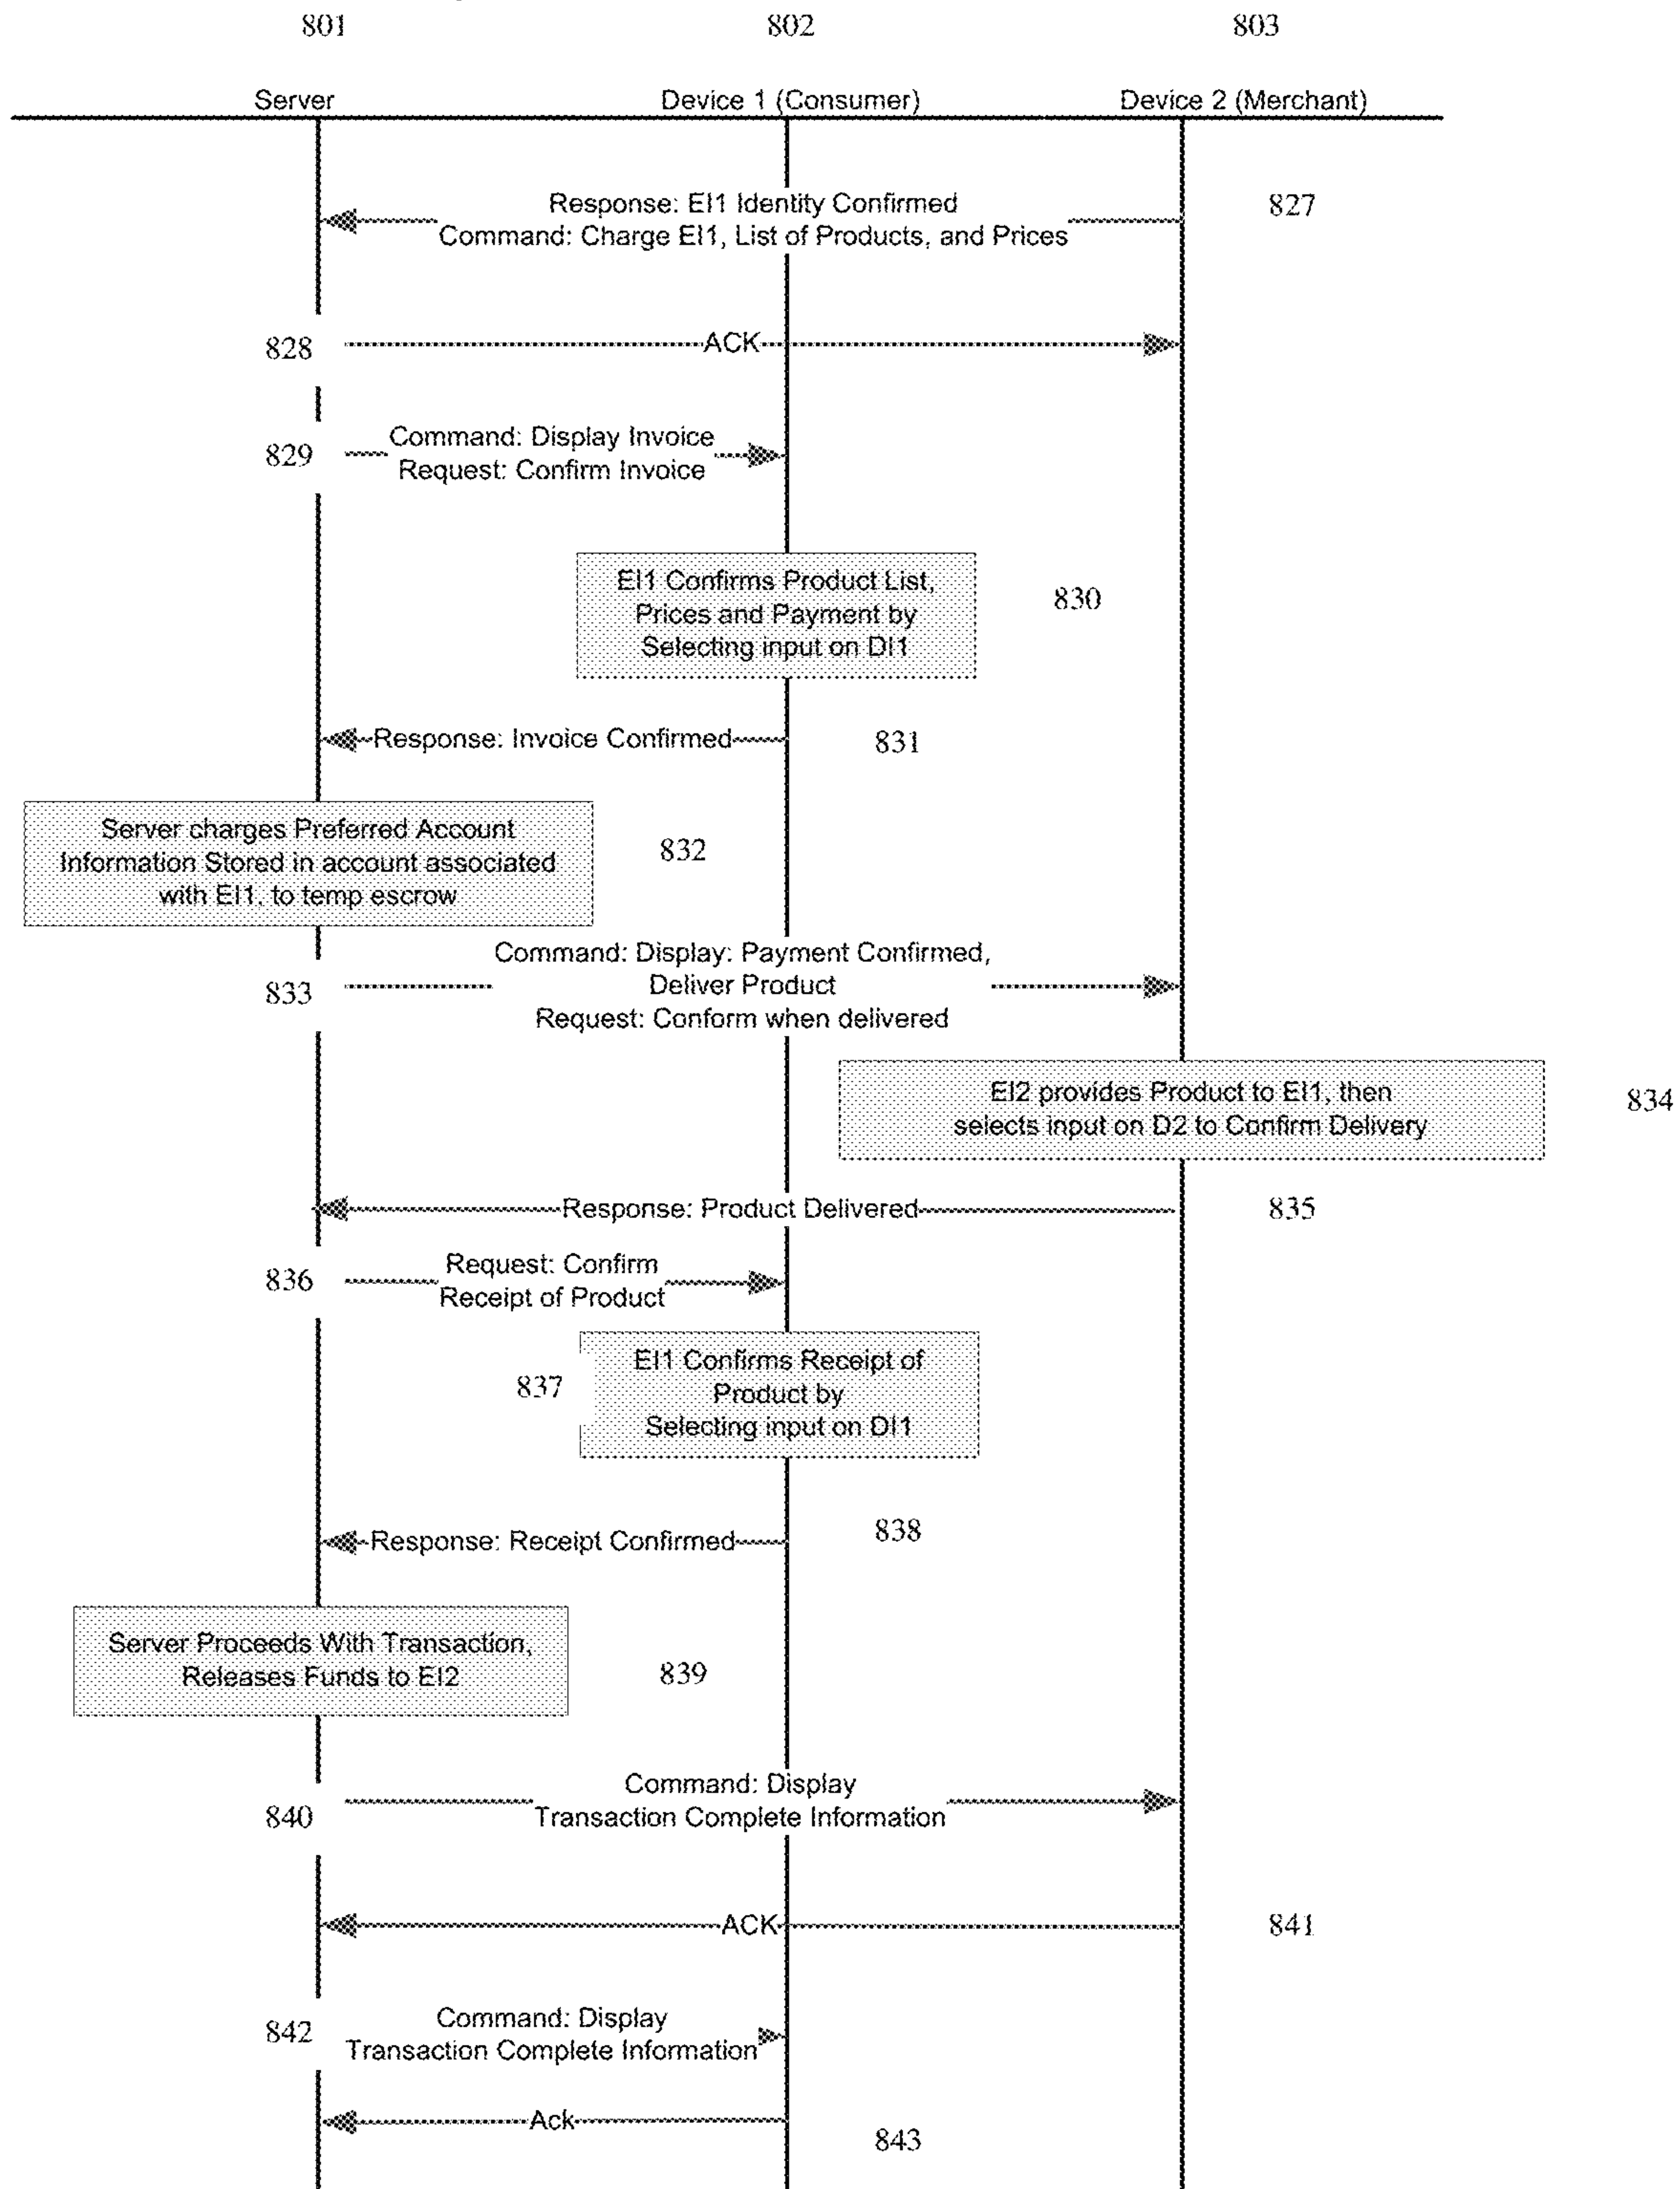 801 802 803
Server Device 1 (Consumer) Device 2 (Merchant)
Response: EI1 Identity Confirmed
Command: Charge EI1, List of Products, and Prices
827
828
ACK
829
Command: Display Invoice
Request: Confirm Invoice
EI1 Confirms Product List,
Prices and Payment by
Selecting input on DI1
830
Response: Invoice Confirmed
831
Server charges Preferred Account
Information Stored in account associated
with EI1, to temp escrow
832
833
Command: Display: Payment Confirmed,
Deliver Product
Request: Conform when delivered
EI2 provides Product to EI1, then
selects input on D2 to Confirm Delivery
834
Response: Product Delivered
835
836
Request: Confirm
Receipt of Product
837
EI1 Confirms Receipt of
Product by
Selecting input on DI1
Response: Receipt Confirmed
838
Server Proceeds With Transaction,
Releases Funds to EI2
839
840
Command: Display
Transaction Complete Information
ACK
841
842
Command: Display
Transaction Complete Information
Ack
843